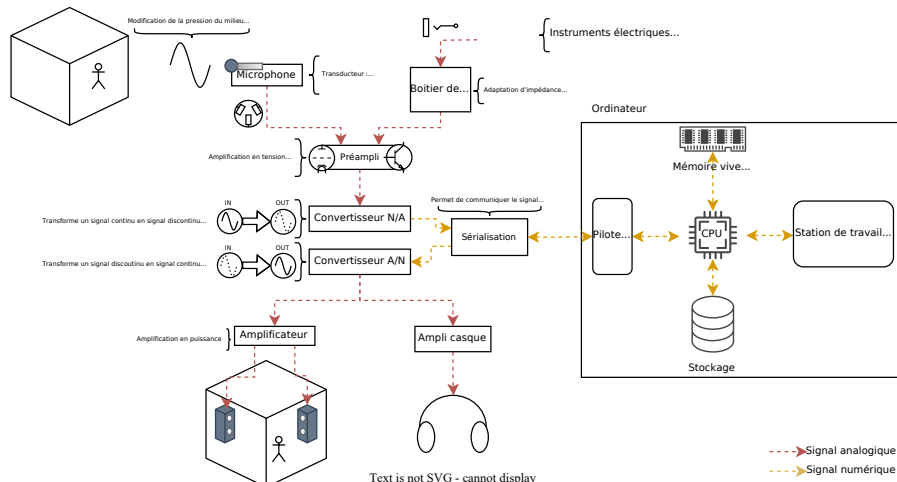 Modification de la pression du milieu...
Instruments électriques...
Microphone
Transducteur :...
Boitier de...
Adaptation d'impédance...
Ordinateur
Amplification en tension...
Préampli
Mémoire vive...
Permet de communiquer le signal...
IN
OUT
Transforme un signal continu en signal discontinu...
Convertisseur N/A
Sérialisation
Pilote...
CPU
Station de travail...
IN
OUT
Transforme un signal discoutinu en signal continu...
Convertisseur A/N
Amplification en puissance
Amplificateur
Ampli casque
Stockage
Signal analogique
Signal numérique
Text is not SVG - cannot display